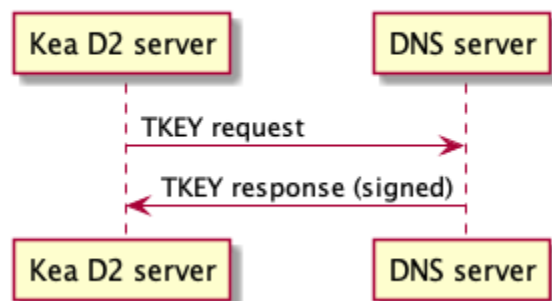 Kea D2 server
DNS server
TKEY request
TKEY response (signed)
Kea D2 server
DNS server